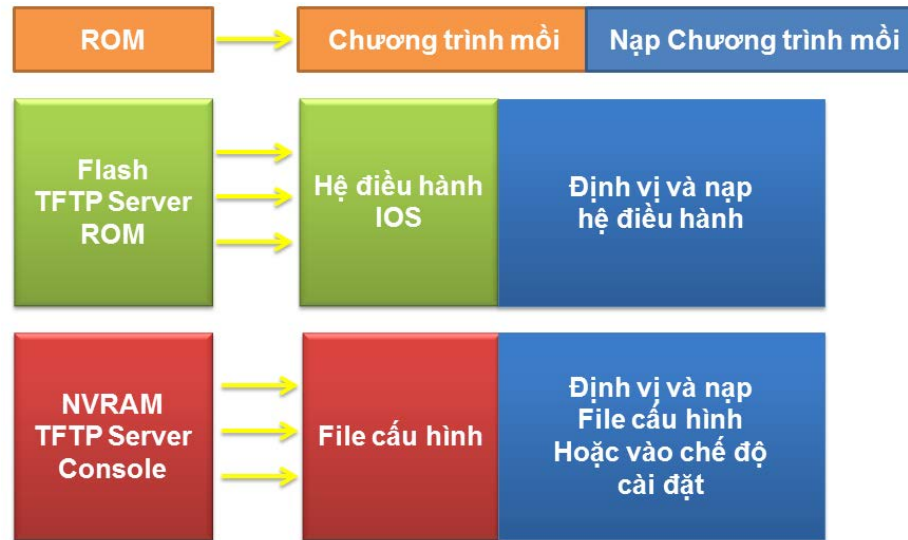 ROM
Chương trình mồi
Nạp Chương trình mồi
Flash
TFTP Server
ROM
Hệ điều hành
IOS
Định vị và nạp
hệ điều hành
NVRAM
TFTP Server
Console
File cấu hình
Định vị và nạp
File cấu hình
Hoặc vào chế độ
cài đặt